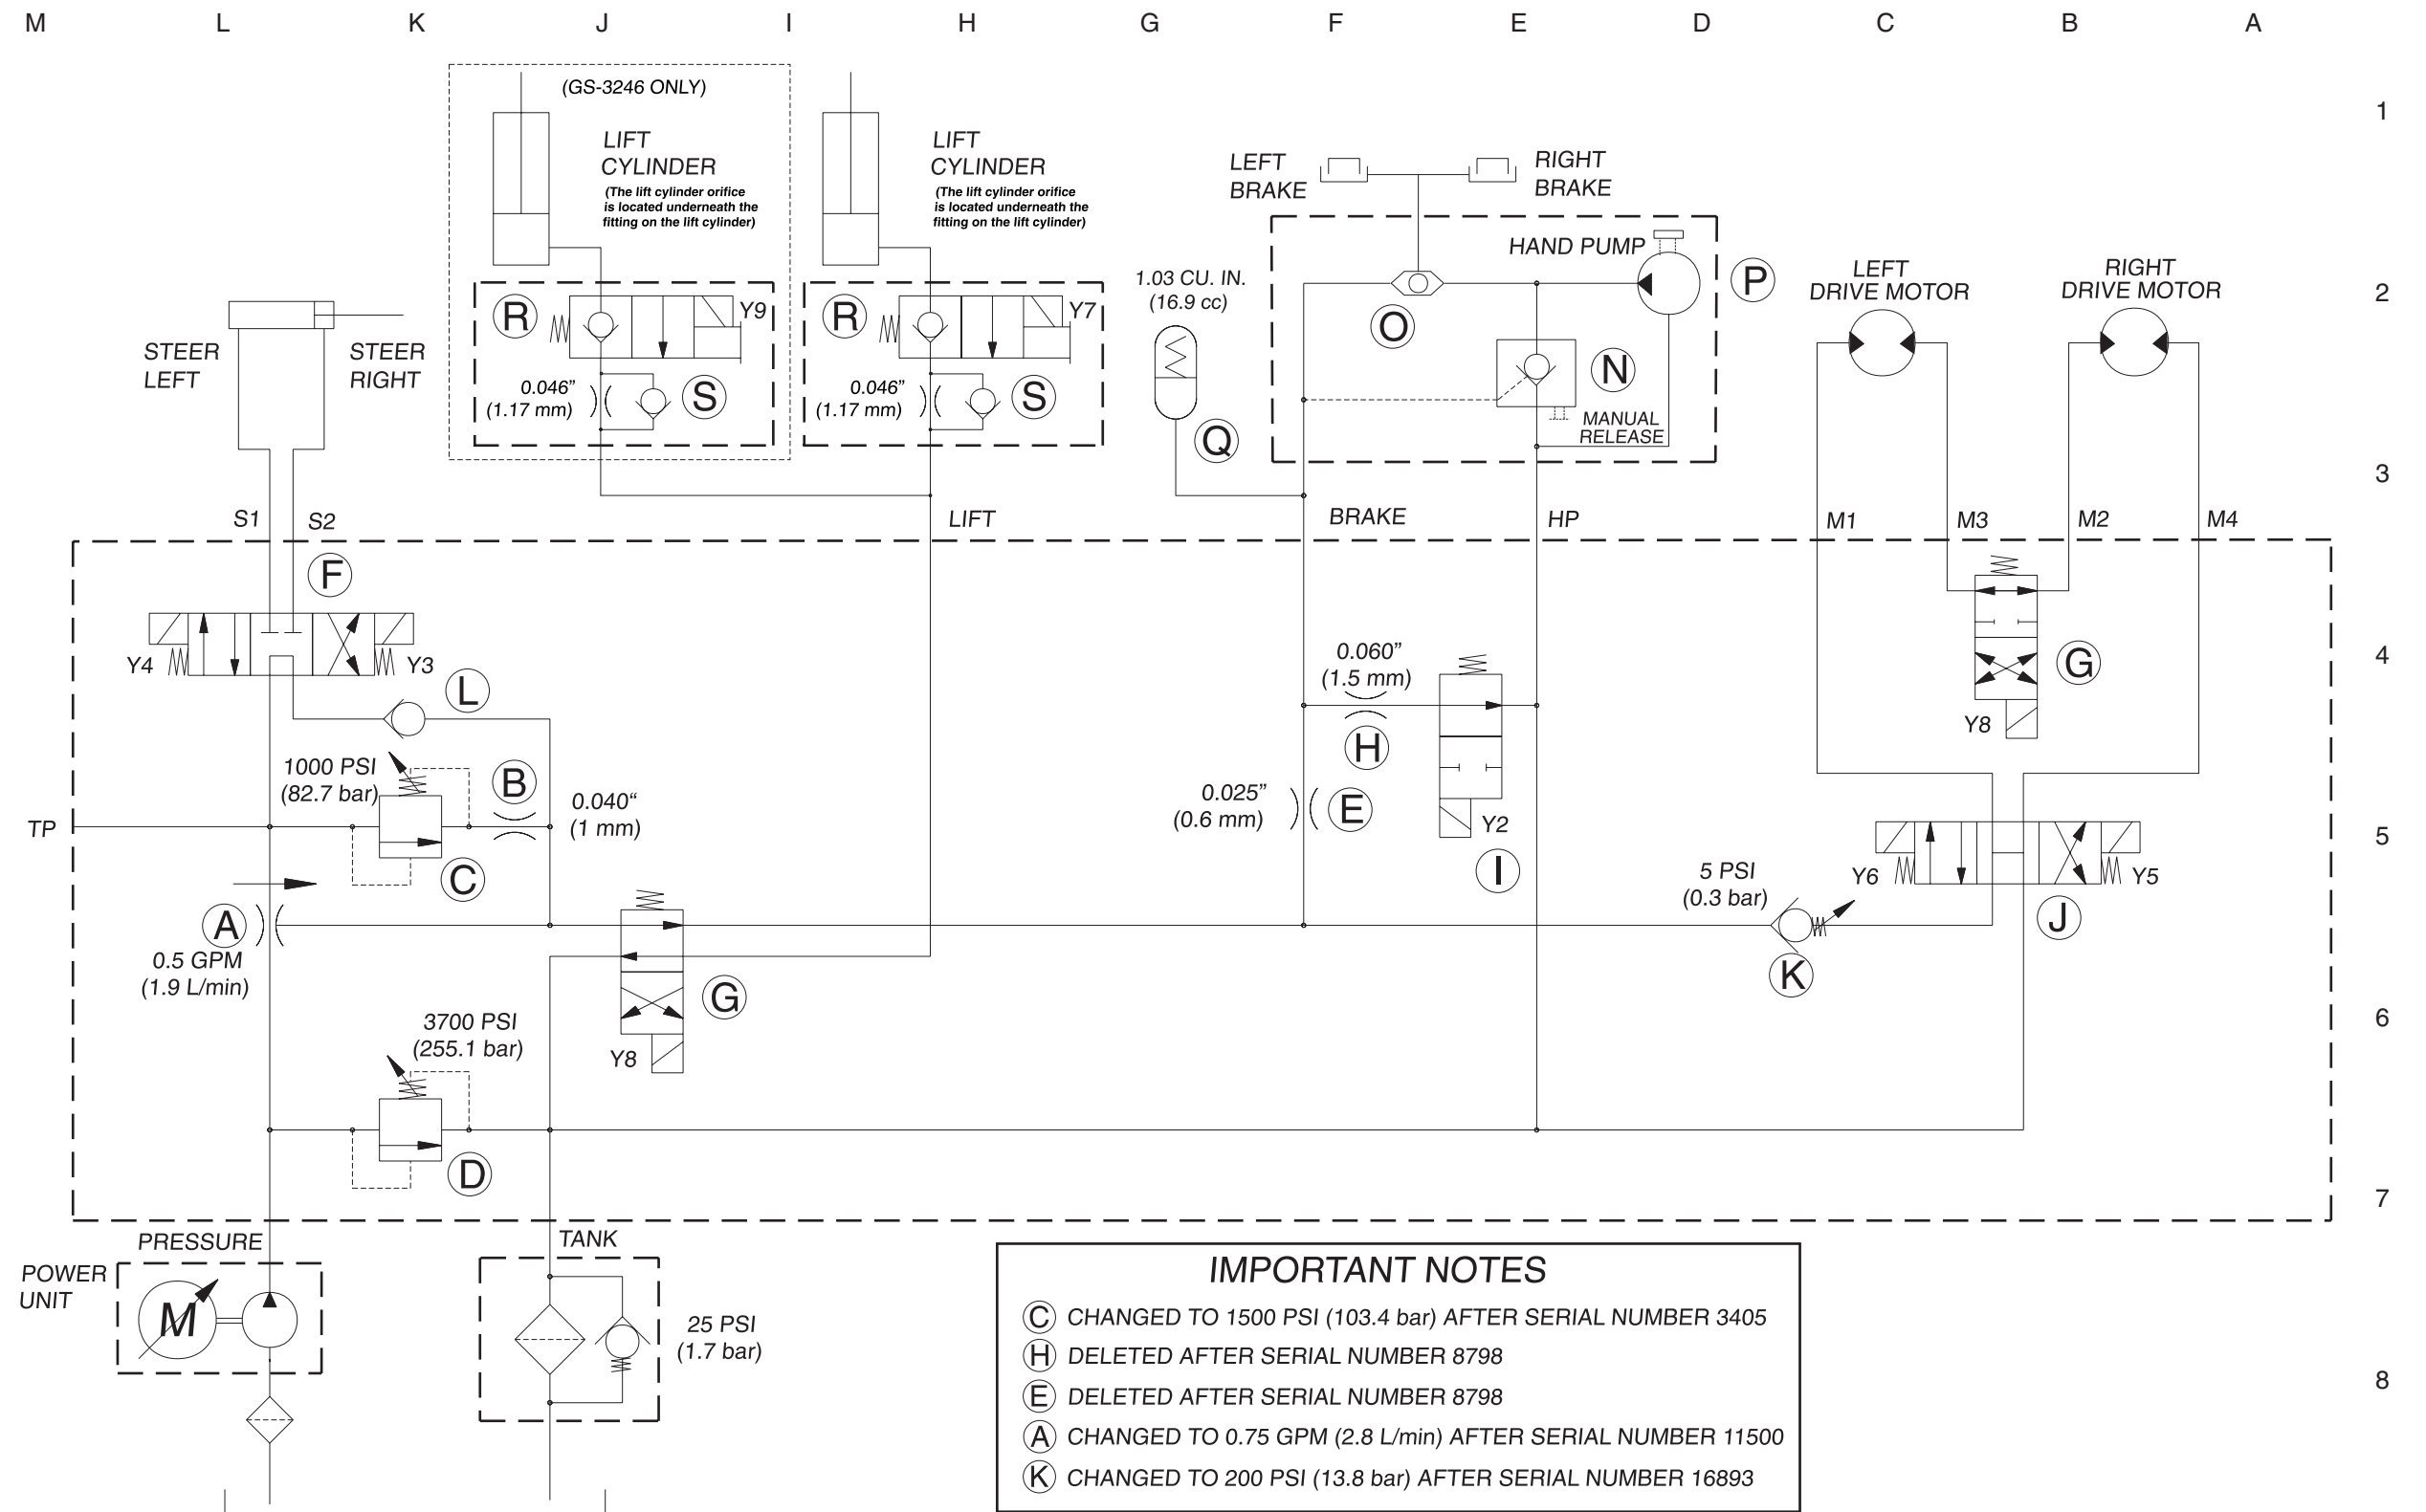 M L K J I H G F E D C B A
(GS-3246 ONLY)
1
LIFT
CYLINDER
(The lift cylinder orifice
is located underneath the
fitting on the lift cylinder)
LIFT
CYLINDER
(The lift cylinder orifice
is located underneath the
fitting on the lift cylinder)
LEFT
BRAKE
RIGHT
BRAKE
HAND PUMP
P
1.03 CU. IN.
(16.9 cc)
LEFT
DRIVE MOTOR
RIGHT
DRIVE MOTOR
2
R
Y9
R
Y7
O
STEER
LEFT
STEER
RIGHT
0.046”
(1.17 mm)
S
0.046”
(1.17 mm)
S
N
MANUAL
RELEASE
Q
3
S1
S2
LIFT
BRAKE
HP
M1
M3
M2
M4
F
Y4
Y3
0.060”
(1.5 mm)
G
4
L
Y8
H
1000 PSI
(82.7 bar)
B
0.040“
(1 mm)
0.025”
(0.6 mm)
E
Y2
TP
5
C
I
5 PSI
(0.3 bar)
Y6
Y5
A
J
0.5 GPM
(1.9 L/min)
K
G
3700 PSI
(255.1 bar)
6
Y8
D
7
PRESSURE
TANK
POWER
UNIT
M
25 PSI
(1.7 bar)
8
IMPORTANT NOTES
C CHANGED TO 1500 PSI (103.4 bar) AFTER SERIAL NUMBER 3405
H DELETED AFTER SERIAL NUMBER 8798
E DELETED AFTER SERIAL NUMBER 8798
A CHANGED TO 0.75 GPM (2.8 L/min) AFTER SERIAL NUMBER 11500
K CHANGED TO 200 PSI (13.8 bar) AFTER SERIAL NUMBER 16893